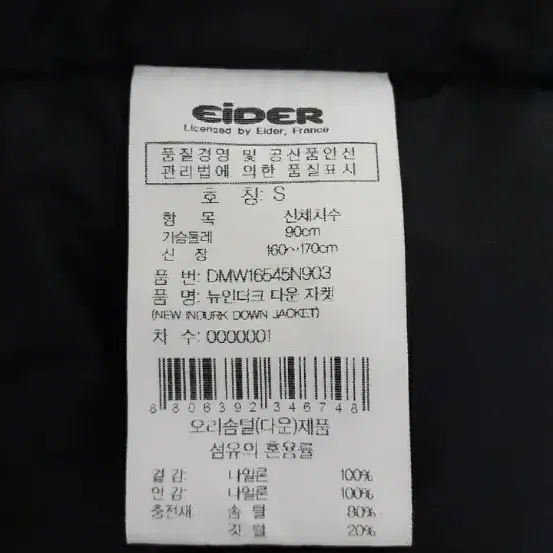 EiDER
Licensed by Eider, France
품질경영 및 공산품안전
관리법에 의한 품질표시
호 칭: S
항 목 신체치수
가슴둘레 90cm
신 장 160~170cm
품 번: DMW16545N903
품 명: 뉴인더크 다운 자켓
(NEW INDURK DOWN JACKET)
차 수: 0000001
8806392346748
오리솜털(다운)제품
섬유의 혼용률
겉감 나일론 100%
안감 나일론 100%
충전재 솜털 80%
깃털 20%